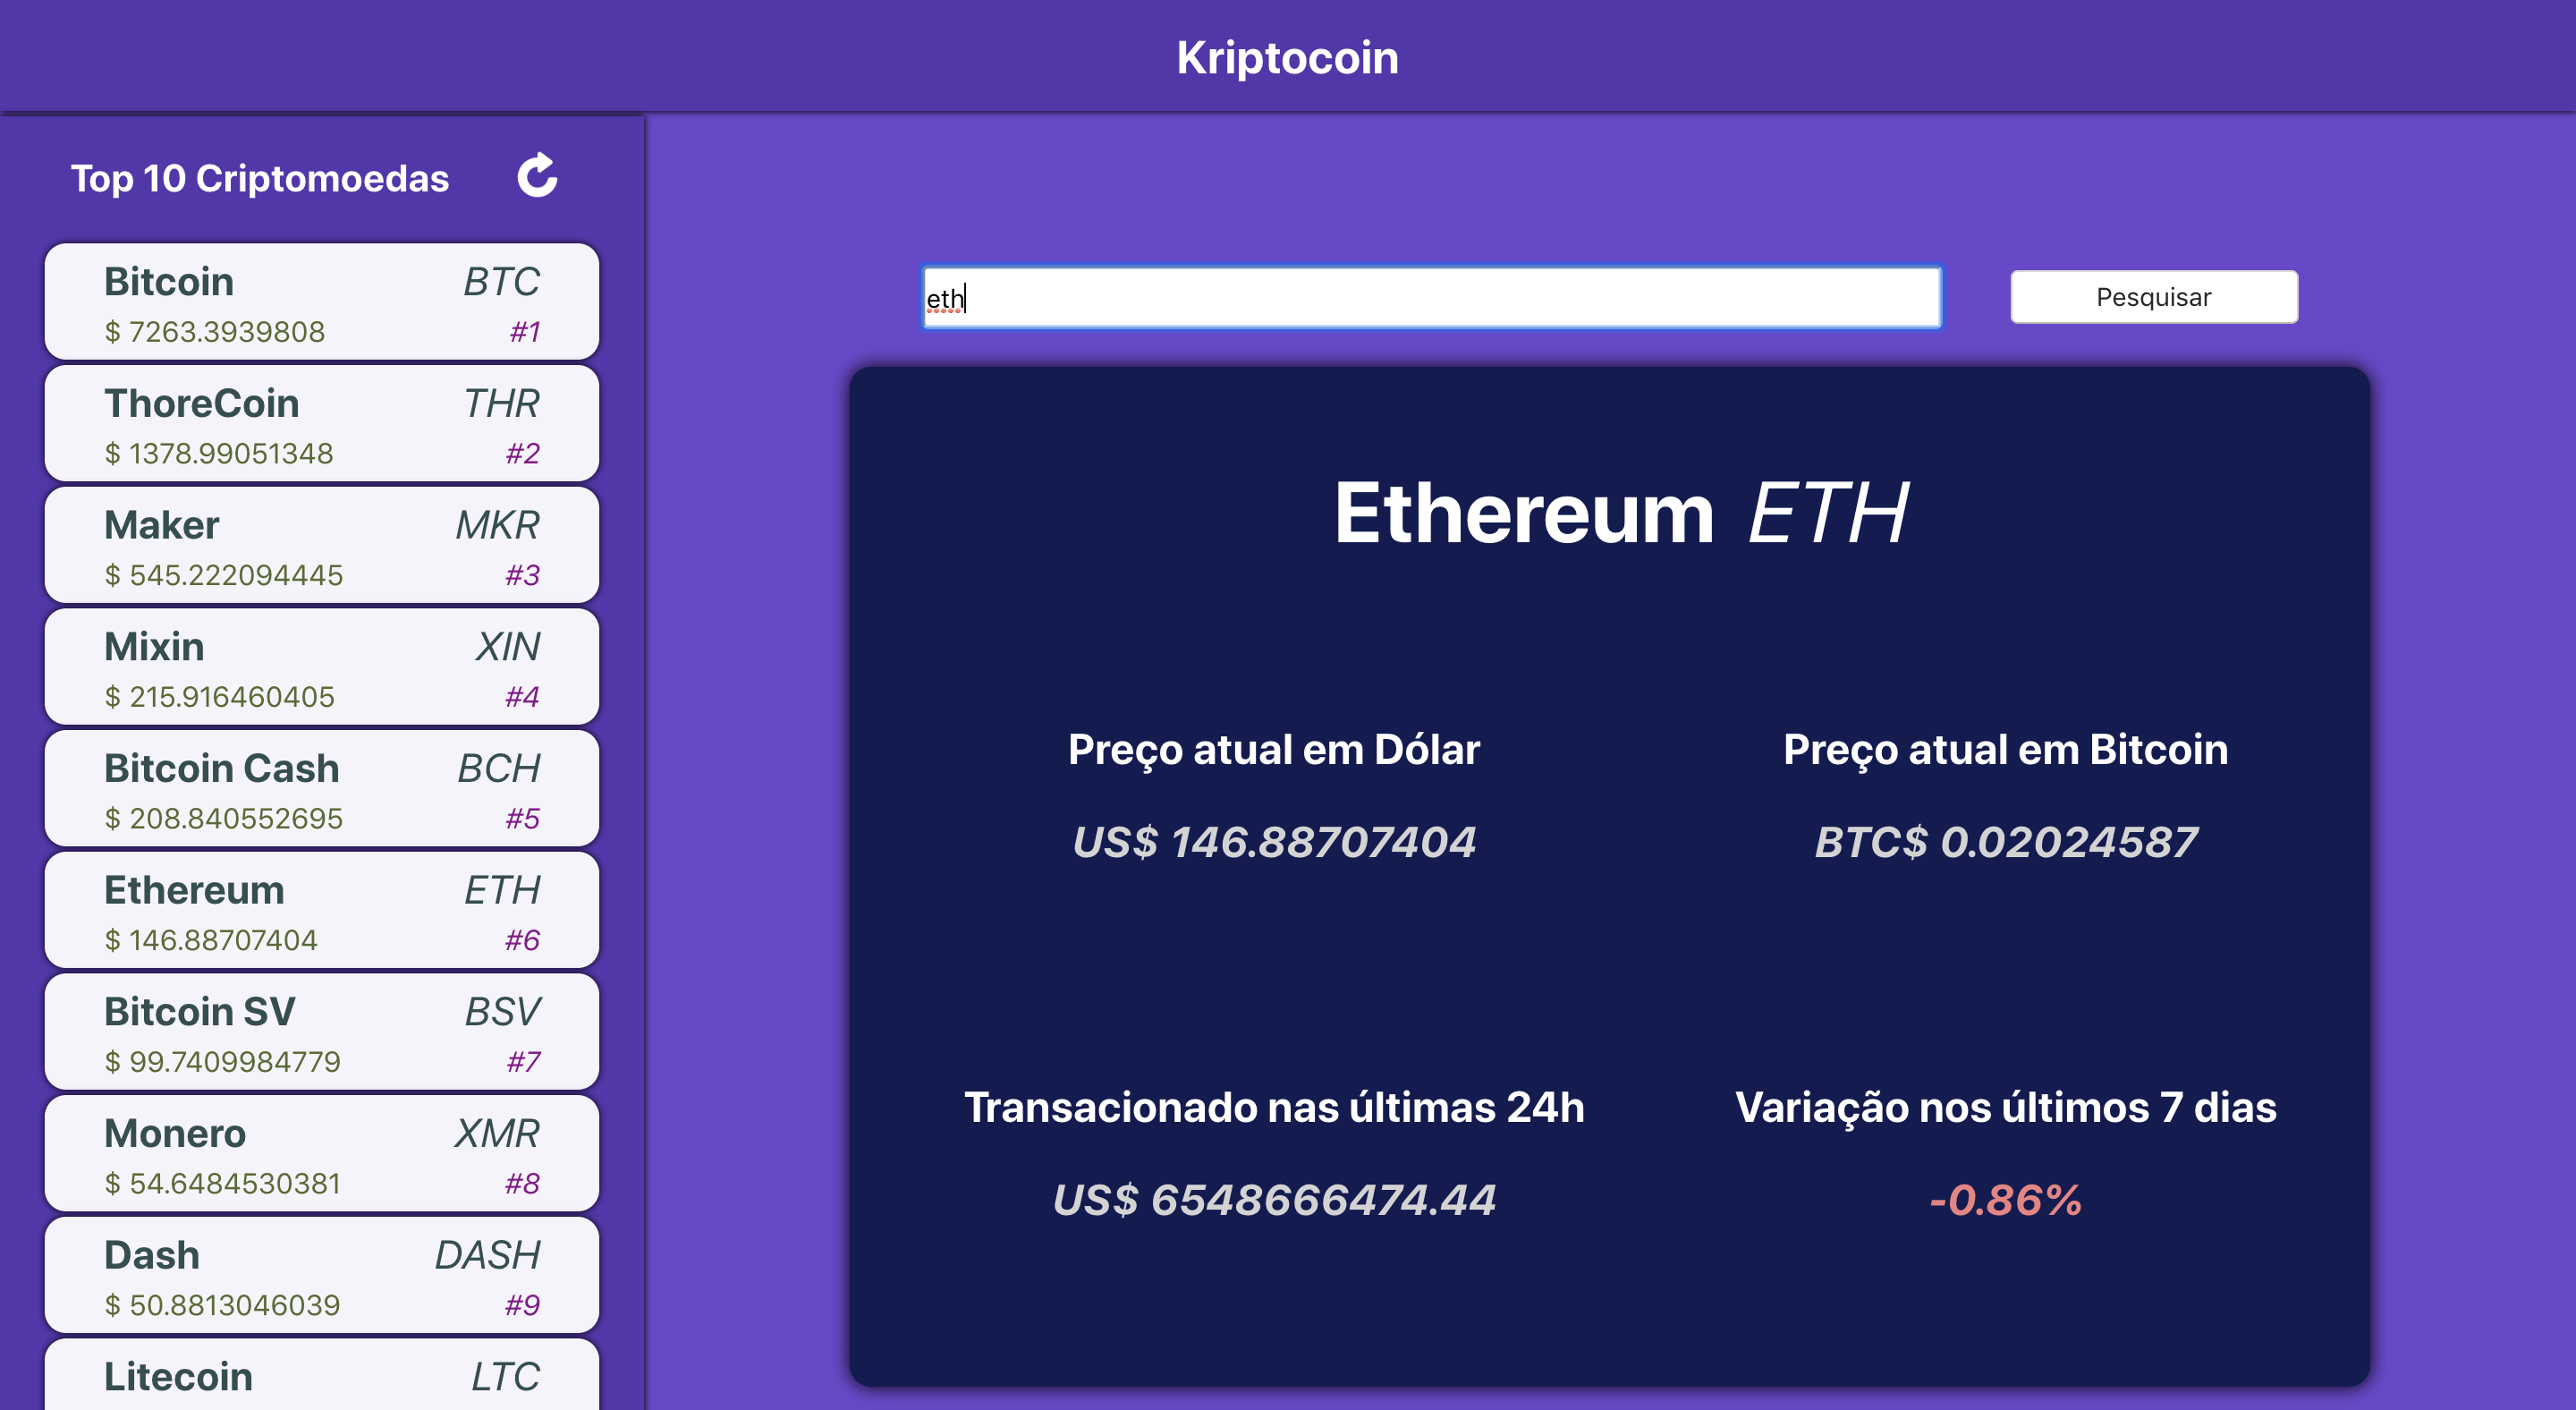 Kriptocoin
Top 10 Criptomoedas
Bitcoin BTC
$ 7263.3939808 #1
ThoreCoin THR
$ 1378.99051348 #2
Maker MKR
$ 545.222094445 #3
Mixin XIN
$ 215.916460405 #4
Bitcoin Cash BCH
$ 208.840552695 #5
Ethereum ETH
$ 146.88707404 #6
Bitcoin SV BSV
$ 99.7409984779 #7
Monero XMR
$ 54.6484530381 #8
Dash DASH
$ 50.8813046039 #9
Litecoin LTC
eth Pesquisar
Ethereum ETH
Preço atual em Dólar
US$ 146.88707404
Preço atual em Bitcoin
BTC$ 0.02024587
Transacionado nas últimas 24h
US$ 6548666474.44
Variação nos últimos 7 dias
-0.86%